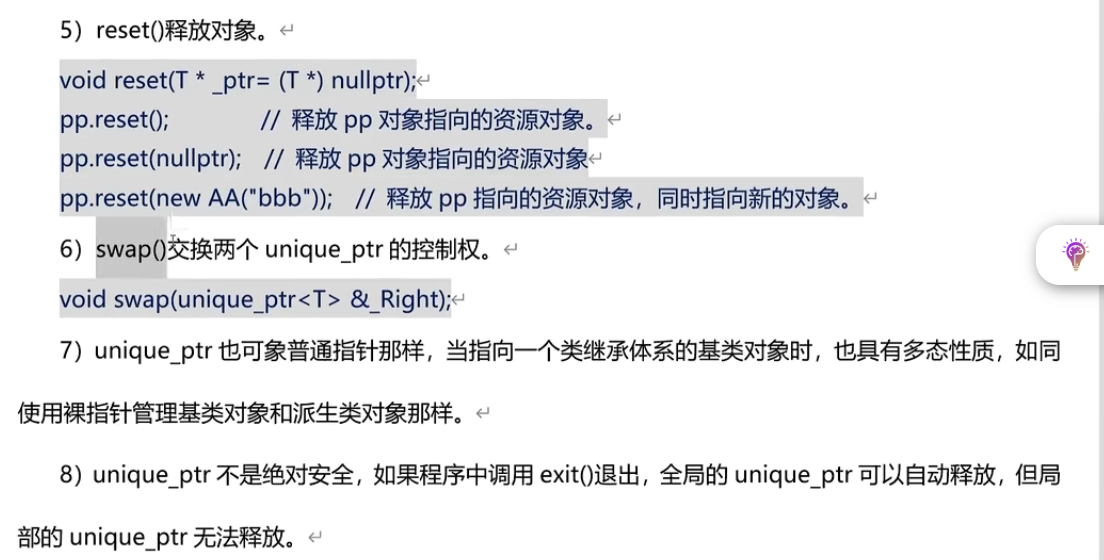 5）reset()释放对象。
void reset(T * _ptr= (T *) nullptr);
pp.reset(); // 释放 pp 对象指向的资源对象。
pp.reset(nullptr); // 释放 pp 对象指向的资源对象
pp.reset(new AA("bbb")); // 释放 pp 指向的资源对象，同时指向新的对象。
6）swap()交换两个 unique_ptr 的控制权。
void swap(unique_ptr<T> &_Right);
7）unique_ptr 也可象普通指针那样，当指向一个类继承体系的基类对象时，也具有多态性质，如同
使用裸指针管理基类对象和派生类对象那样。
8）unique_ptr 不是绝对安全，如果程序中调用 exit()退出，全局的 unique_ptr 可以自动释放，但局
部的 unique_ptr 无法释放。